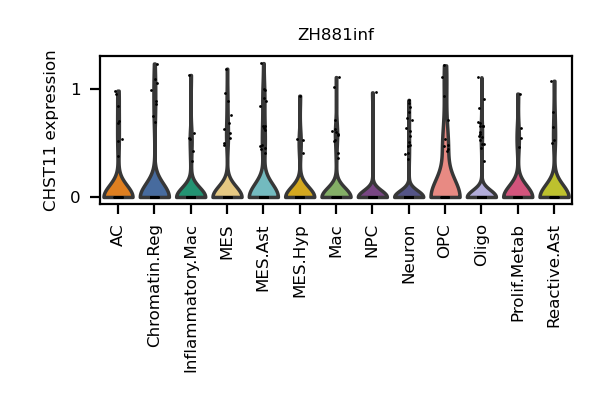 ZH881inf
CHST11 expression
1
0
AC
Chromatin.Reg
Inflammatory.Mac
MES
MES.Ast
MES.Hyp
Mac
NPC
Neuron
OPC
Oligo
Prolif.Metab
Reactive.Ast